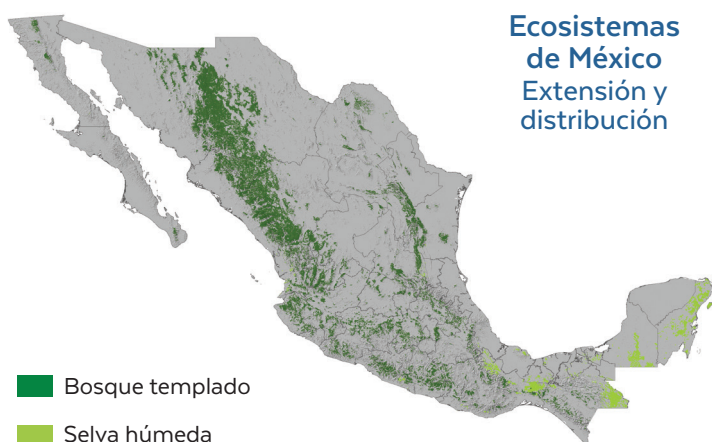 Ecosistemas
de México
Extensión y
distribución
Bosque templado
Selva húmeda